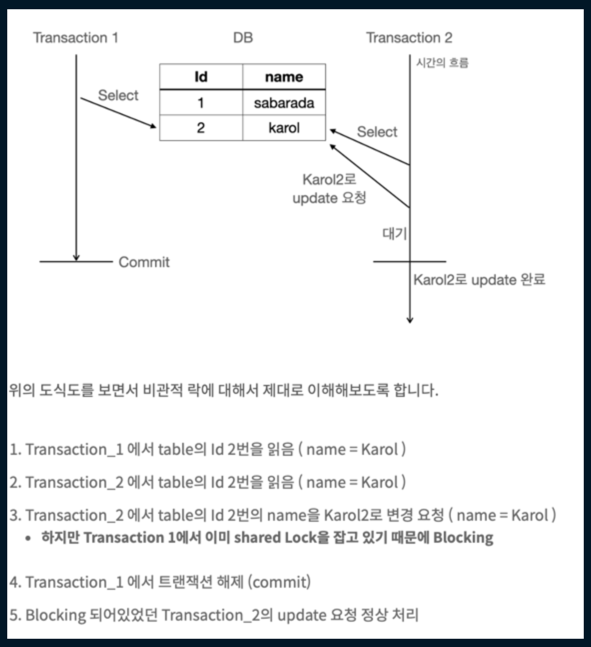 Transaction 1
DB
Transaction 2
시간의 흐름
Id name
1 sabarada
2 karol
Select
Select
Karol2로
update 요청
대기
Commit
Karol2로 update 완료
위의 도식도를 보면서 비관적 락에 대해서 제대로 이해해보도록 합니다.
1. Transaction_1 에서 table의 Id 2번을 읽음 ( name = Karol )
2. Transaction_2 에서 table의 Id 2번을 읽음 ( name = Karol )
3. Transaction_2 에서 table의 Id 2번의 name을 Karol2로 변경 요청 ( name = Karol )
• 하지만 Transaction 1에서 이미 shared Lock을 잡고 있기 때문에 Blocking
4. Transaction_1 에서 트랜잭션 해제 (commit)
5. Blocking 되어있었던 Transaction_2의 update 요청 정상 처리